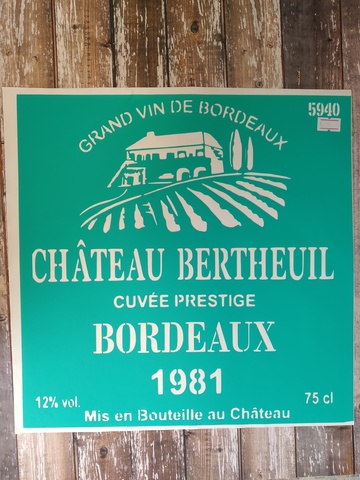 GRAND VIN DE BORDEAUX
5940
CHÂTEAU BERTHEUIL
CUVÉE PRESTIGE
BORDEAUX
1981
12% vol.
75 cl
Mis en Bouteille au Château